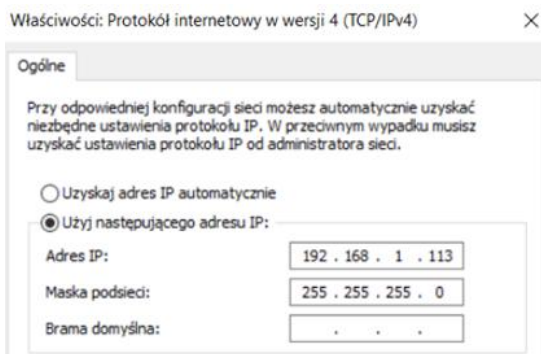 Właściwości: Protokół internetowy w wersji 4 (TCP/IPv4)
Ogólne
Przy odpowiedniej konfiguracji sieci możesz automatycznie uzyskać
niezbędne ustawienia protokołu IP. W przeciwnym wypadku musisz
uzyskać ustawienia protokołu IP od administratora sieci.
Uzyskaj adres IP automatycznie
Użyj następującego adresu IP:
Adres IP: 192 . 168 . 1 . 113
Maska podsieci: 255 . 255 . 255 . 0
Brama domyślna: . . .